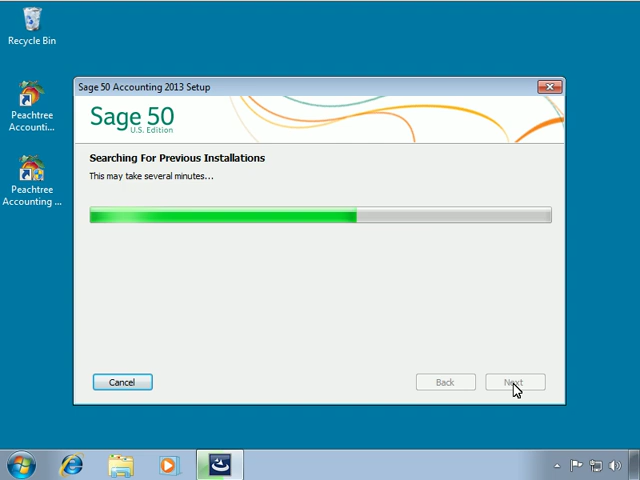 Recycle Bin
Peachtree
Accounti...
Peachtree
Accounting ...
Sage 50 Accounting 2013 Setup
Sage 50
U.S. Edition
Searching For Previous Installations
This may take several minutes...
Cancel
Back
Next